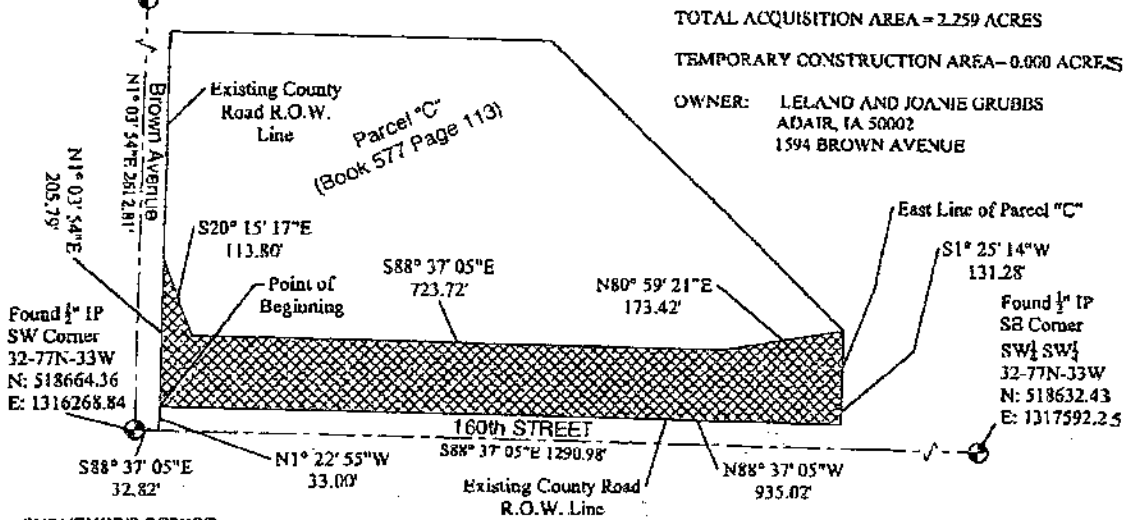 TOTAL ACQUISITION AREA = 2.259 ACRES
TEMPORARY CONSTRUCTION AREA- 0.000 ACRES
OWNER: LELAND AND JOANIE GRUBBS
ADAIR, IA 50002
1594 BROWN AVENUE
Brown Avenue
N1° 03' 54"E 2612.81'
Existing County
Road R.O.W.
Line
Parcel "C"
(Book 577 Page 113)
N1° 03' 54"E
205.79'
S20° 15' 17"E
113.80'
Point of
Beginning
S88° 37' 05"E
723.72'
N80° 59' 21"E
173.42'
East Line of Parcel "C"
S1° 25' 14"W
131.28'
Found ½" IP
SW Corner
32-77N-33W
N: 518664.36
E: 1316268.84
Found ½" IP
SE Corner
SW¼ SW¼
32-77N-33W
N: 518632.43
E: 1317592.25
160th STREET
S88° 37' 05"E 1290.98'
S88° 37' 05"E
32.82'
N1° 22' 55"W
33.00'
Existing County Road
R.O.W. Line
N88° 37' 05"W
935.02'